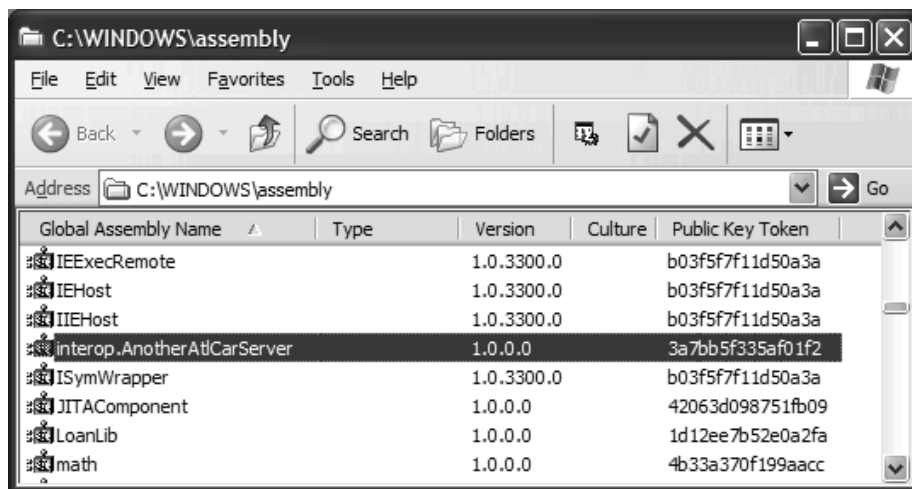 C:\WINDOWS\assembly
File Edit View Favorites Tools Help
Back Search Folders
Address C:\WINDOWS\assembly Go
Global Assembly Name Type Version Culture Public Key Token
IEExecRemote 1.0.3300.0 b03f5f7f11d50a3a
IEHost 1.0.3300.0 b03f5f7f11d50a3a
IIEHost 1.0.3300.0 b03f5f7f11d50a3a
interop.AnotherAtlCarServer 1.0.0.0 3a7bb5f335af01f2
ISymWrapper 1.0.3300.0 b03f5f7f11d50a3a
JITAComponent 1.0.0.0 42063d098751fb09
LoanLib 1.0.0.0 1d12ee7b52e0a2fa
math 1.0.0.0 4b33a370f199aacc